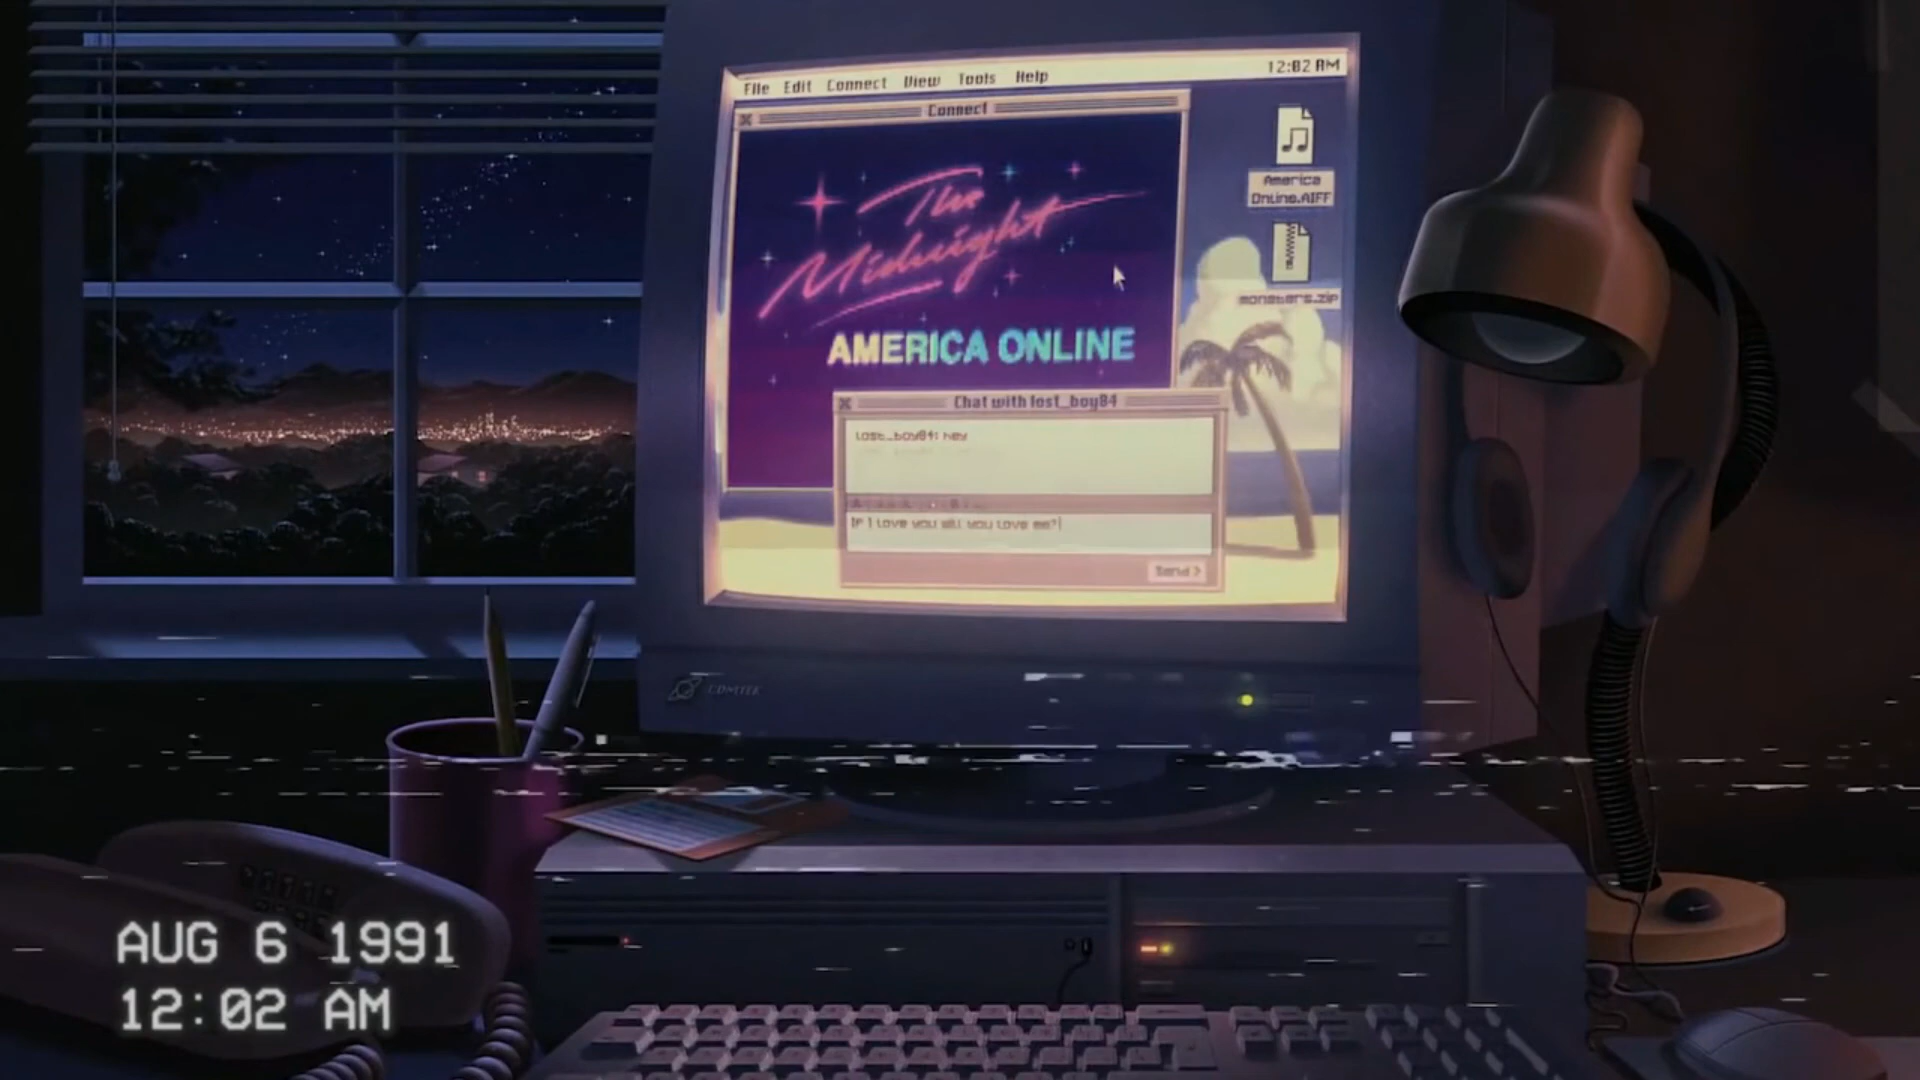 File Edit Connect View Tools Help
12:02 AM
Connect
The
Midnight
AMERICA ONLINE
America
Online.AIFF
monsters.zip
Chat with lost_boy84
lost_boy84: hey
If I love you will you love me?
Send >
AUG 6 1991
12:02 AM